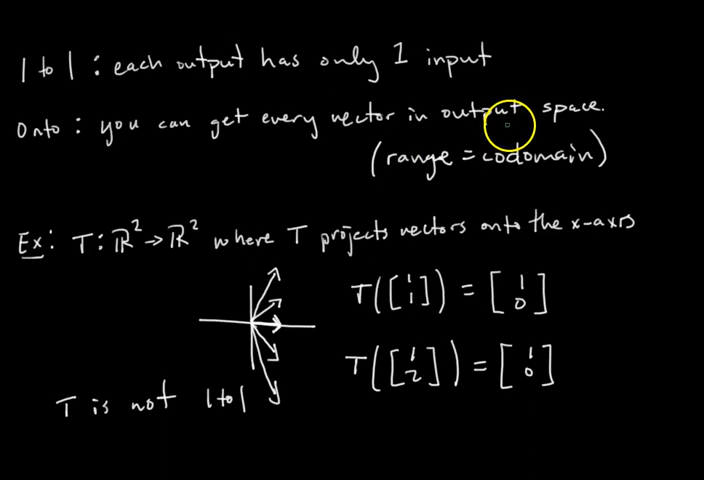 1 to 1 : each output has only 1 input
Onto : you can get every vector in output space.
(range = codomain)
Ex: T: ℝ² → ℝ² where T projects vectors onto the x-axis
T([1 1]) = [1 0]
T([1 2]) = [1 0]
T is not 1 to 1